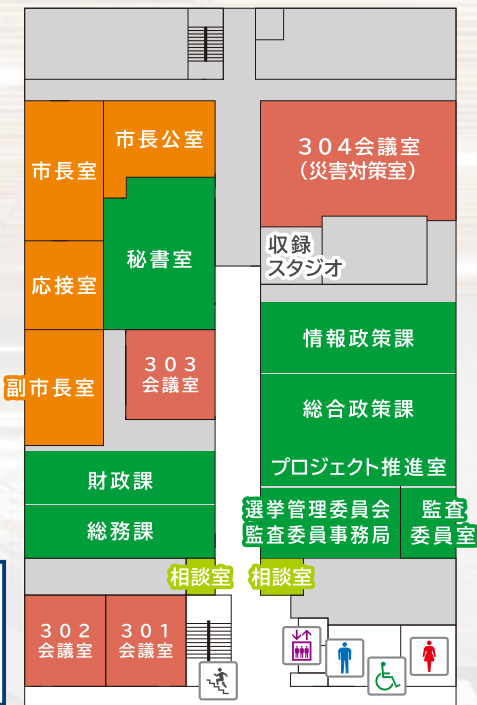 市長室
市長公室
304会議室
(災害対策室)
秘書室
収録
スタジオ
応接室
情報政策課
303
会議室
副市長室
総合政策課
プロジェクト推進室
財政課
総務課
選挙管理委員会
監査委員事務局
監査
委員室
相談室
相談室
302
会議室
301
会議室